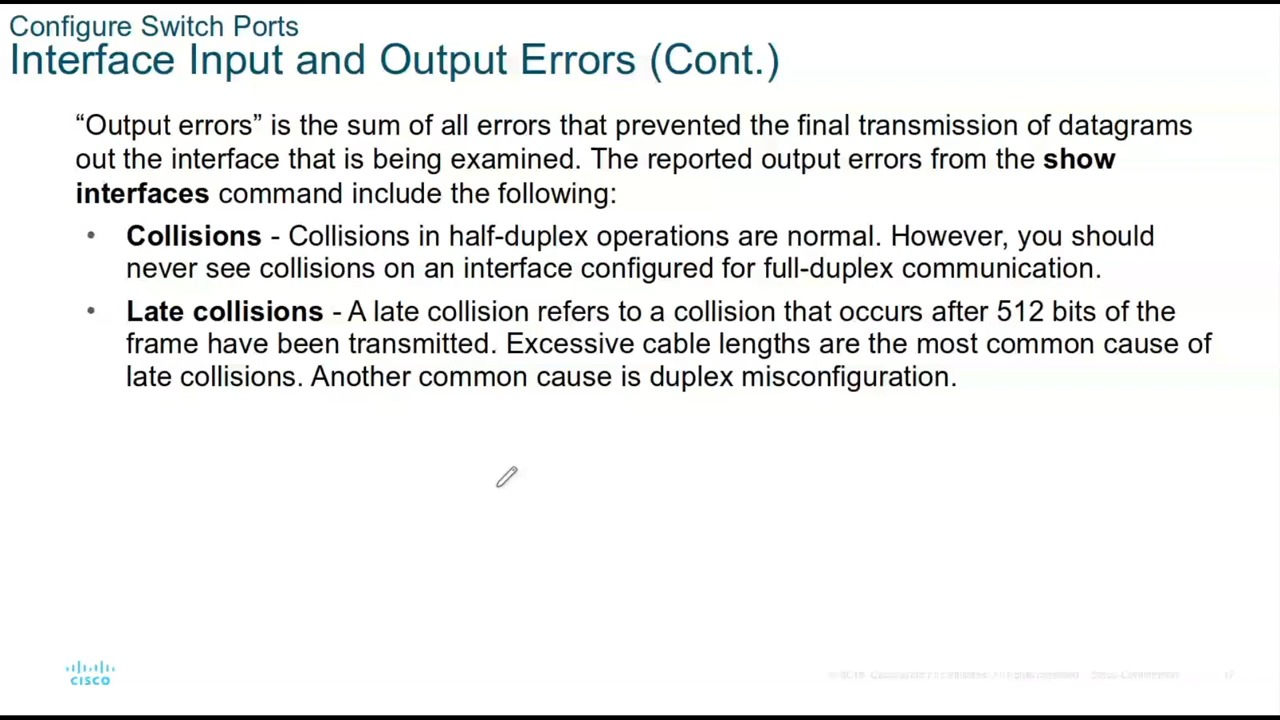 Configure Switch Ports
Interface Input and Output Errors (Cont.)
“Output errors” is the sum of all errors that prevented the final transmission of datagrams
out the interface that is being examined. The reported output errors from the show
interfaces command include the following:
• Collisions - Collisions in half-duplex operations are normal. However, you should
never see collisions on an interface configured for full-duplex communication.
• Late collisions - A late collision refers to a collision that occurs after 512 bits of the
frame have been transmitted. Excessive cable lengths are the most common cause of
late collisions. Another common cause is duplex misconfiguration.
CISCO